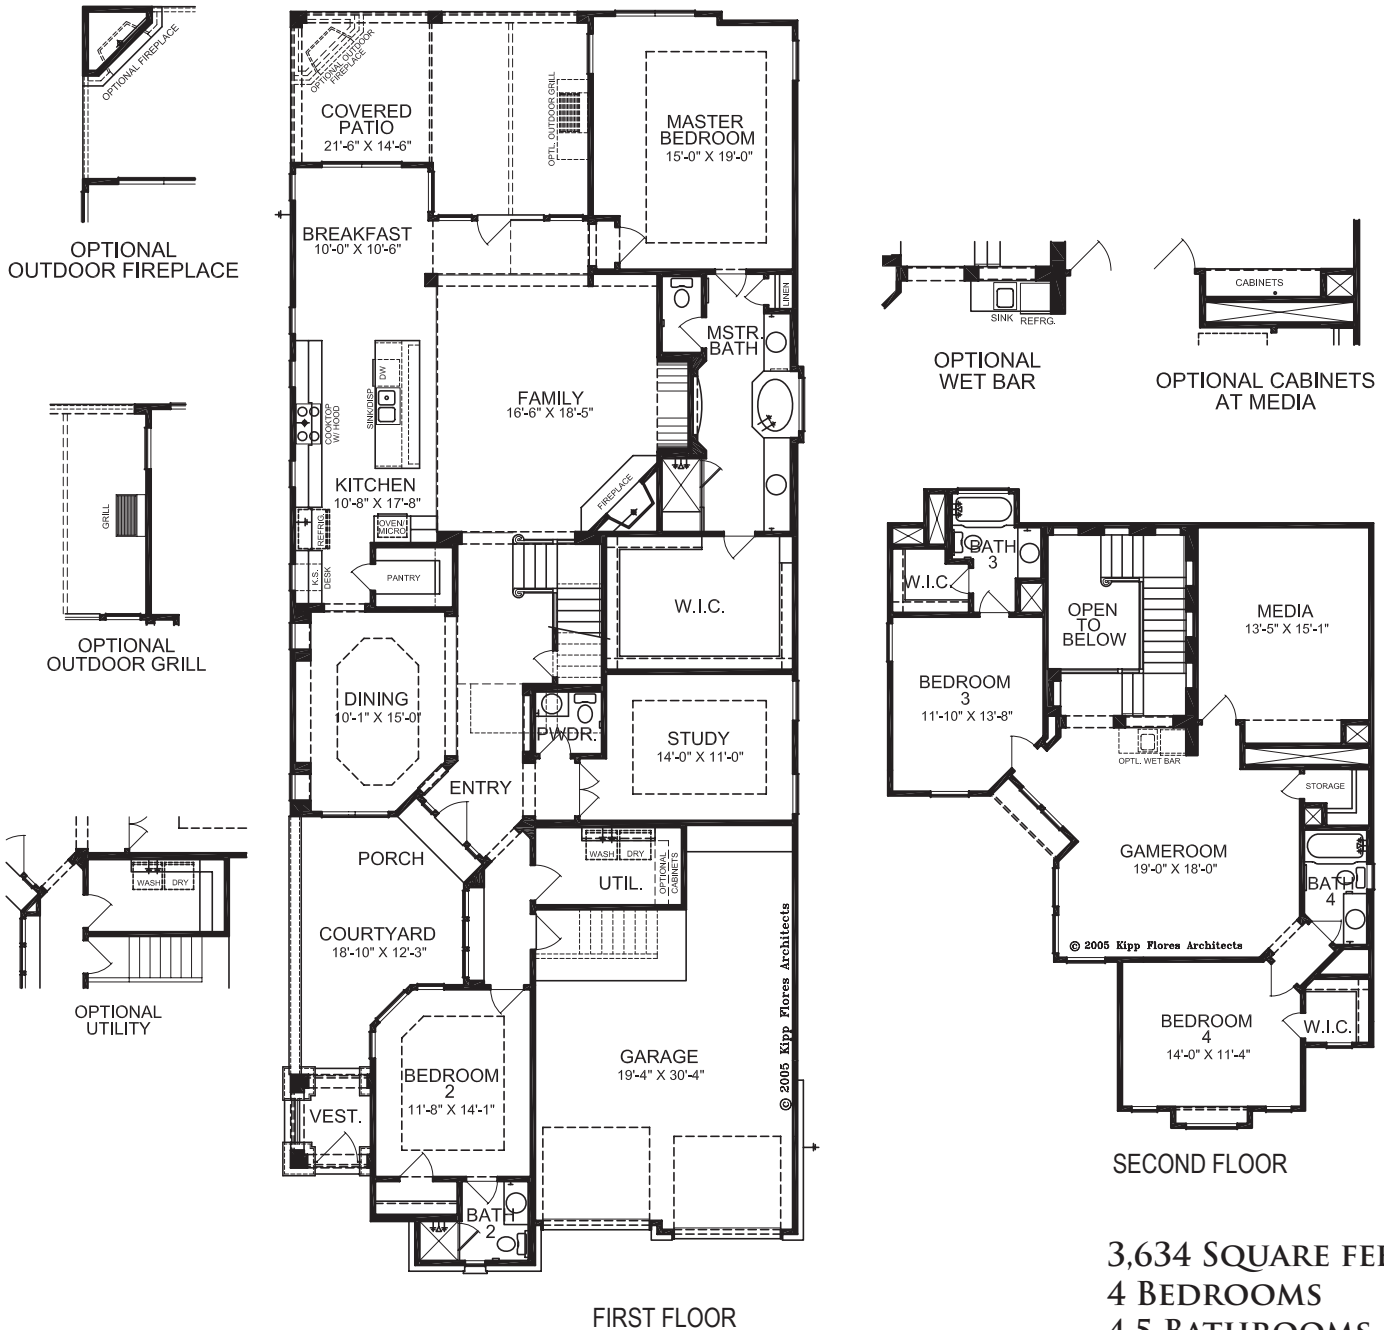 OPTIONAL FIREPLACE
OPTIONAL
OUTDOOR FIREPLACE
GRILL
OPTIONAL
OUTDOOR GRILL
WASH
DRY
OPTIONAL
UTILITY
OPTIONAL OUTDOOR
FIREPLACE
COVERED
PATIO
21'-6" X 14'-6"
OPTL. OUTDOOR GRILL
MASTER
BEDROOM
15'-0" X 19'-0"
BREAKFAST
10'-0" X 10'-6"
LINEN
MSTR.
BATH
DW
SINK/DISP
COOKTOP
W/ HOOD
FAMILY
16'-6" X 18'-5"
KITCHEN
10'-8" X 17'-8"
FIREPLACE
REFRIG.
OVEN/
MICRO
K.S.
DESK
PANTRY
W.I.C.
DINING
10'-1" X 15'-0"
PWDR.
STUDY
14'-0" X 11'-0"
ENTRY
PORCH
WASH
DRY
UTIL.
OPTIONAL
CABINETS
COURTYARD
18'-10" X 12'-3"
GARAGE
19'-4" X 30'-4"
© 2005 Kipp Flores Architects
BEDROOM
2
11'-8" X 14'-1"
VEST.
BATH
2
FIRST FLOOR
SINK
REFRG.
OPTIONAL
WET BAR
CABINETS
OPTIONAL CABINETS
AT MEDIA
BATH
3
W.I.C.
OPEN
TO
BELOW
MEDIA
13'-5" X 15'-1"
BEDROOM
3
11'-10" X 13'-8"
OPTL. WET BAR
STORAGE
GAMEROOM
19'-0" X 18'-0"
BATH
4
© 2005 Kipp Flores Architects
BEDROOM
4
14'-0" X 11'-4"
W.I.C.
SECOND FLOOR
3,634 SQUARE FEE
4 BEDROOMS
4.5 BATHROOMS